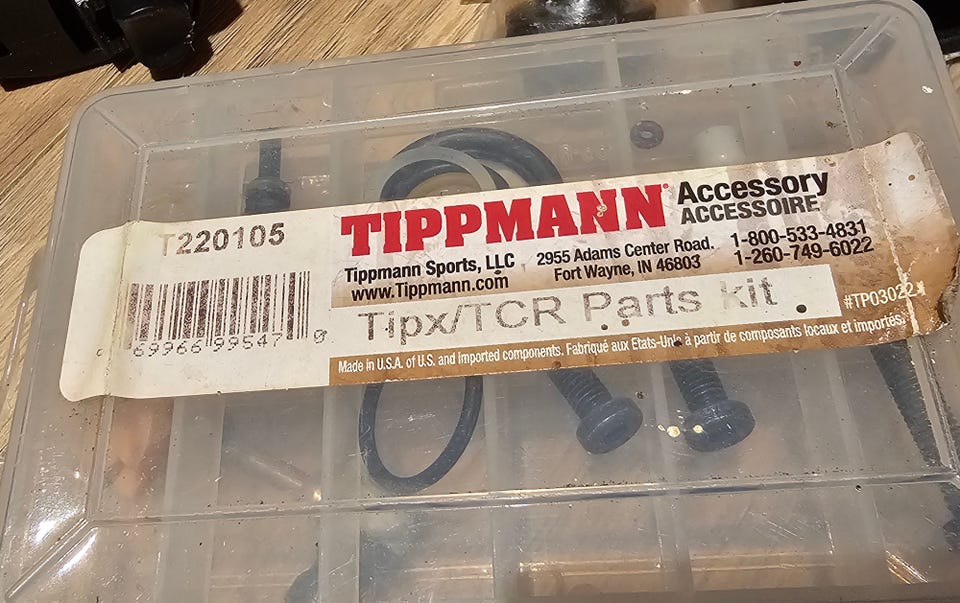 T220105
69966 99547 0
TIPPMANN
Accessory
ACCESSOIRE
Tippmann Sports, LLC
www.Tippmann.com
2955 Adams Center Road.
Fort Wayne, IN 46803
1-800-533-4831
1-260-749-6022
Tipx/TCR Parts kit
#TP03022
Made in U.S.A. of U.S. and imported components. Fabriqué aux Etats-Unis à partir de composants locaux et importés.